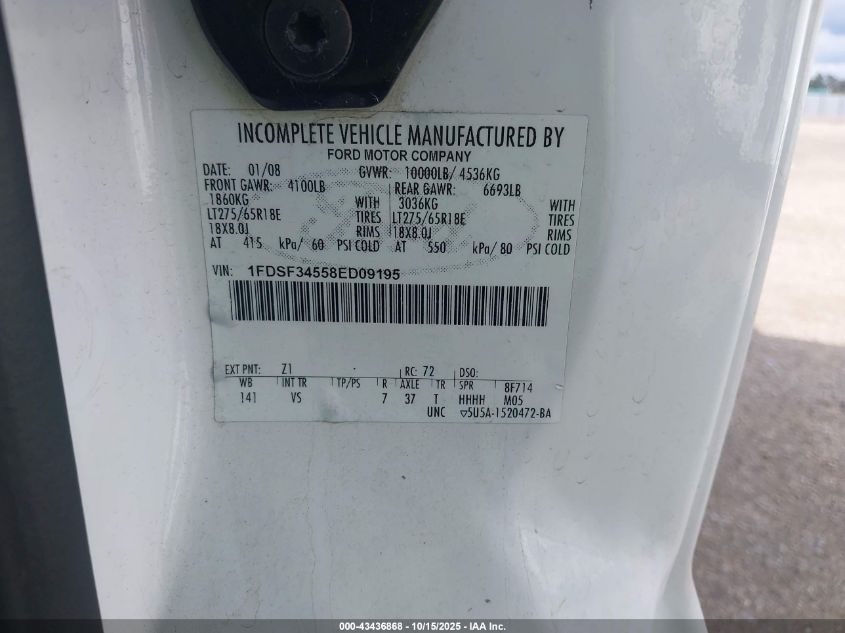 INCOMPLETE VEHICLE MANUFACTURED BY
FORD MOTOR COMPANY
DATE: 01/08 GVWR: 10000LB/ 4536KG
FRONT GAWR: 4100LB REAR GAWR: 6693LB
1860KG WITH 3036KG WITH
LT275/65R18E TIRES LT275/65R18E TIRES
18X8.0J RIMS 18X8.0J RIMS
AT 415 kPa/ 60 PSI COLD AT 550 kPa/ 80 PSI COLD
VIN: 1FDSF34558ED09195
EXT PNT: Z1 RC: 72 DSO:
WB INT TR TP/PS R AXLE TR SPR 8F714
141 VS 7 37 T HHHH M05
UNC ▽5U5A-1520472-BA
000-43436868 - 10/15/2025 - IAA Inc.